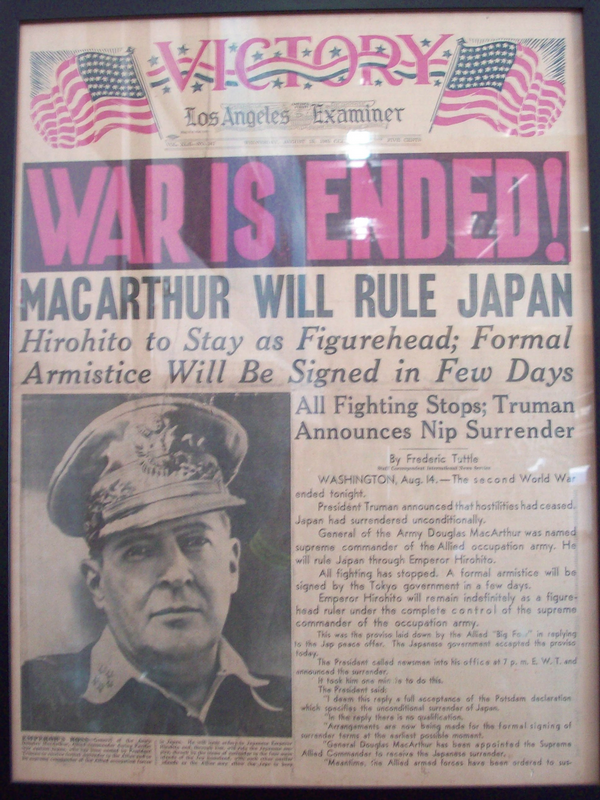 VICTORY
Los Angeles Examiner
WAR IS ENDED!
MACARTHUR WILL RULE JAPAN
Hirohito to Stay as Figurehead; Formal
Armistice Will Be Signed in Few Days
All Fighting Stops; Truman
Announces Nip Surrender
By Frederic Tuttle
Staff Correspondent International News Service
WASHINGTON, Aug. 14.—The second World War
ended tonight.
President Truman announced that hostilities had ceased.
Japan had surrendered unconditionally.
General of the Army Douglas MacArthur was named
supreme commander of the Allied occupation army. He
will rule Japan through Emperor Hirohito.
All fighting has stopped. A formal armistice will be
signed by the Tokyo government in a few days.
Emperor Hirohito will remain indefinitely as a figure-
head ruler under the complete control of the supreme
commander of the occupation army.
This was the proviso laid down by the Allied "Big Four" in replying
to the Jap peace offer. The Japanese government accepted the proviso
today.
The President called newsmen into his office at 7 p. m. E. W. T. and
announced the surrender.
It took him one min to do this.
The President said:
"I deem this reply a full acceptance of the Potsdam declaration
which specifies the unconditional surrender of Japan.
"In the reply there is no qualification.
"Arrangements are now being made for the formal signing of
surrender terms at the earliest possible moment.
"General Douglas MacArthur has been appointed the Supreme
Allied Commander to receive the Japanese surrender,
"Meantime, the Allied armed forces have been ordered to sus-
EMPEROR'S BOSS—General of the Army